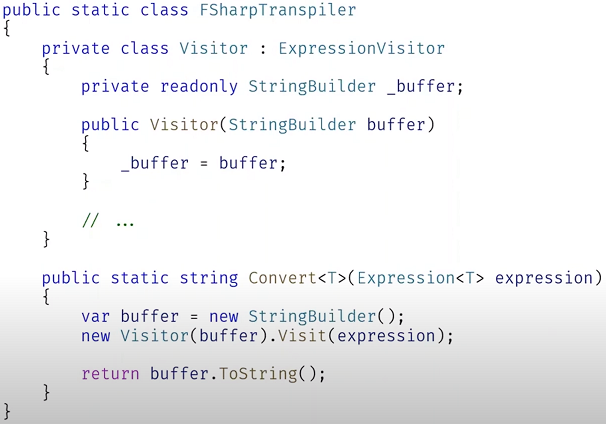 public static class FSharpTranspiler
{
    private class Visitor : ExpressionVisitor
    {
        private readonly StringBuilder _buffer;

        public Visitor(StringBuilder buffer)
        {
            _buffer = buffer;
        }

        // ...
    }

    public static string Convert<T>(Expression<T> expression)
    {
        var buffer = new StringBuilder();
        new Visitor(buffer).Visit(expression);

        return buffer.ToString();
    }
}